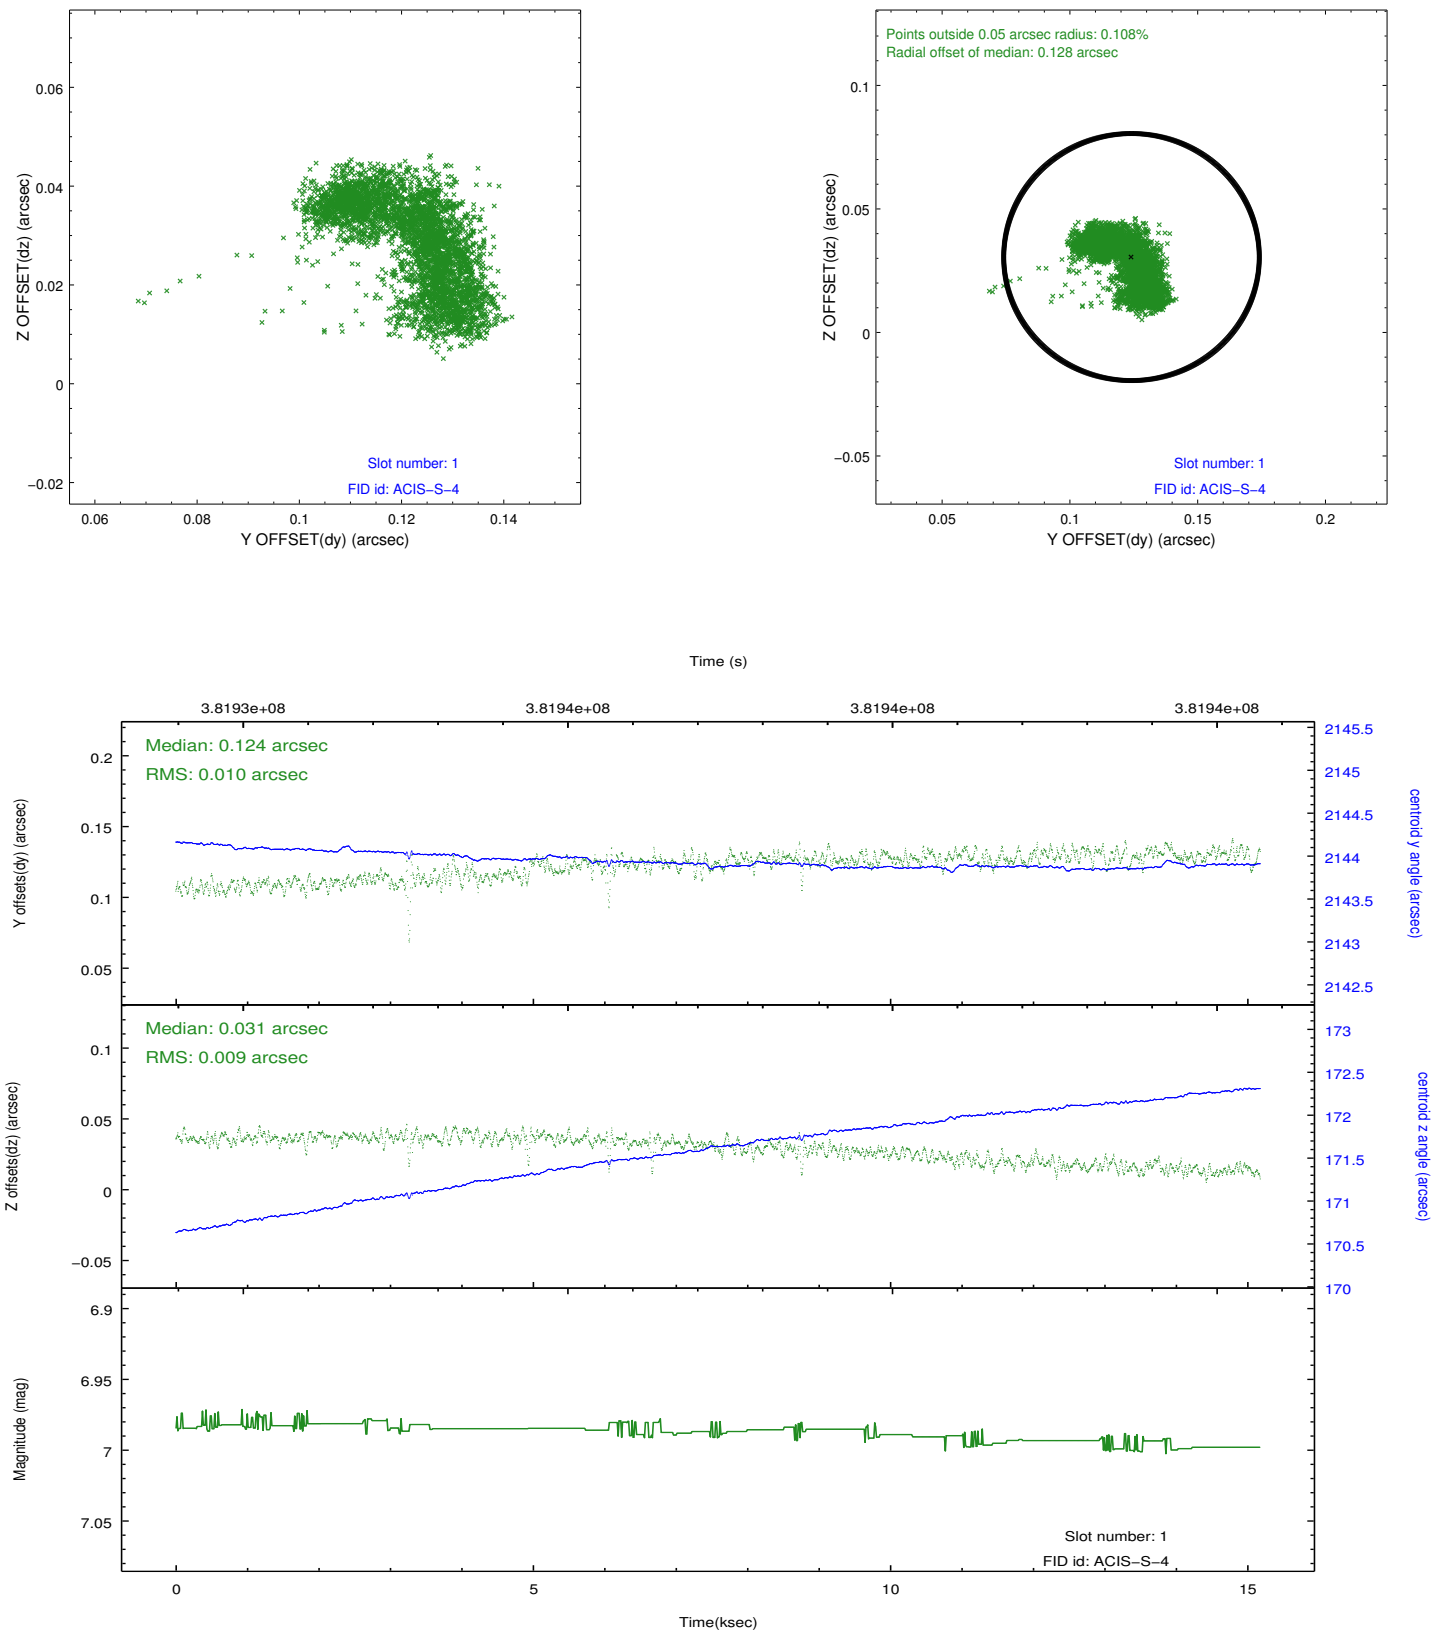 0.06
0.04
0.02
0
−0.02
Z OFFSET(dz) (arcsec)
Slot number: 1
FID id: ACIS−S−4
0.06
0.08
0.1
0.12
0.14
Y OFFSET(dy) (arcsec)
Points outside 0.05 arcsec radius: 0.108%
Radial offset of median: 0.128 arcsec
0.1
0.05
0
−0.05
Z OFFSET(dz) (arcsec)
Slot number: 1
FID id: ACIS−S−4
0.05
0.1
0.15
0.2
Y OFFSET(dy) (arcsec)
Time (s)
3.8193e+08
3.8194e+08
3.8194e+08
3.8194e+08
Median: 0.124 arcsec
RMS: 0.010 arcsec
0.2
0.15
0.1
0.05
Y offsets(dy) (arcsec)
2145.5
2145
2144.5
2144
2143.5
2143
2142.5
centroid y angle (arcsec)
Median: 0.031 arcsec
RMS: 0.009 arcsec
0.1
0.05
0
−0.05
Z offsets(dz) (arcsec)
173
172.5
172
171.5
171
170.5
170
centroid z angle (arcsec)
6.9
6.95
7
7.05
Magnitude (mag)
Slot number: 1
FID id: ACIS−S−4
0
5
10
15
Time(ksec)